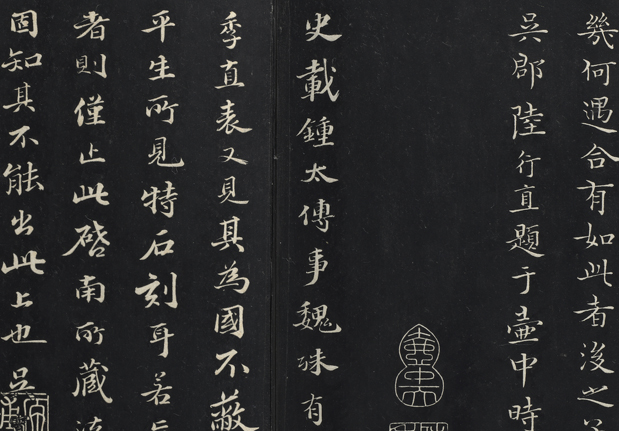 幾何遇合有如此者後之
吳郡陸行直題于壺中時
史載鍾太傅事魏殊有
季直表又見其為國不蔽
平生所見特石刻耳若
者則僅止此啓南所藏
固知其不能出此上也吳